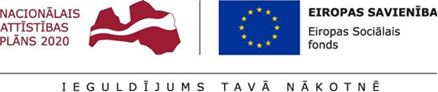 NACIONĀLAIS
ATTĪSTĪBAS
PLĀNS 2020
EIROPAS SAVIENĪBA
Eiropas Sociālais
fonds
IEGULDĪJUMS TAVĀ NĀKOTNĒ